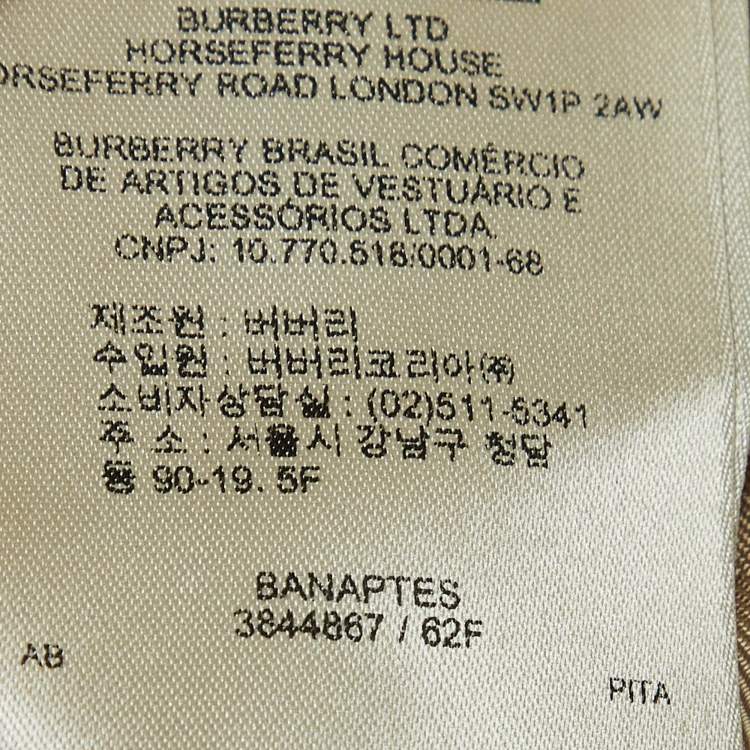 BURBERRY LTD
HORSEFERRY HOUSE
ORSEFERRY ROAD LONDON SW1P 2AW
BURBERRY BRASIL COMÉRCIO
DE ARTIGOS DE VESTUÁRIO E
ACESSÓRIOS LTDA
CNPJ: 10.770.518/0001-68
제조원 : 버버리
수입원 : 버버리코리아(주)
소비자상담실 : (02)511-5341
주 소 : 서울시 강남구 청담
동 90-19. 5F
BANAPTES
3844867 / 62F
AB
PITA